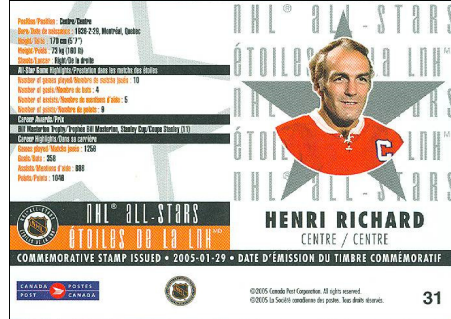 Position/Position : Centre/Centre
Born/Date de naissance : 1936-2-29, Montréal, Quebec
Height/Taille : 170 cm (5'7")
Weight/Poids : 73 kg (160 lb)
Shoots/Lancer : Right/De la droite
All-Star Game Highlights/Prestation dans les matchs des étoiles
Number of games played/Nombre de matchs joués : 10
Number of goals/Nombre de buts : 4
Number of assists/Nombre de mentions d'aide : 5
Number of points/Nombre de points : 9
Career Awards/Prix
Bill Masterton Trophy/Trophée Bill Masterton, Stanley Cup/Coupe Stanley (11)
Career Highlights/Dans sa carrière
Games played/Matchs joués : 1256
Goals/Buts : 358
Assists/Mentions d'aide : 688
Points/Points : 1046
NHL® ALL-STARS
ÉTOILES DE LA LNH MD
NHL® ALL-STARS
ÉTOILES DE LA LNH MD
C
HENRI RICHARD
CENTRE / CENTRE
COMMEMORATIVE STAMP ISSUED • 2005-01-29 • DATE D'ÉMISSION DU TIMBRE COMMÉMORATIF
CANADA POSTES
POST CANADA
©2005 Canada Post Corporation. All rights reserved.
©2005 La Société canadienne des postes. Tous droits réservés.
31